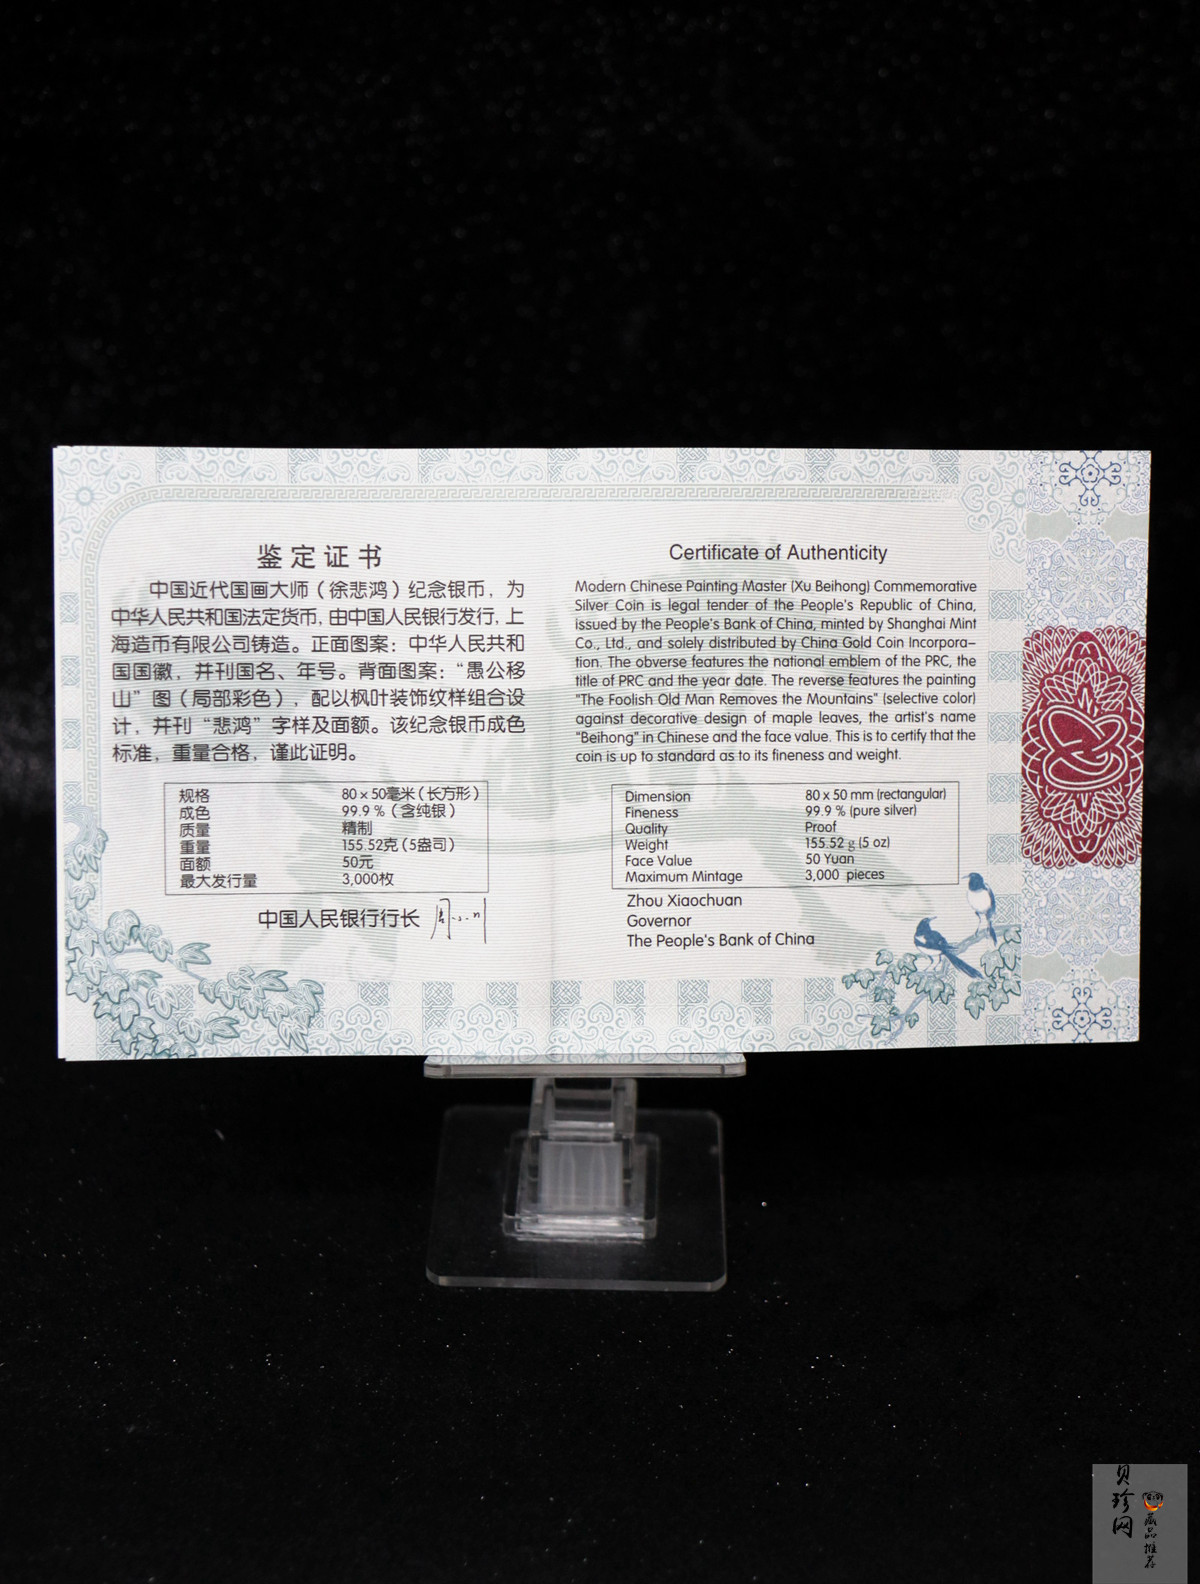 鉴定证书
中国近代国画大师（徐悲鸿）纪念银币，为
中华人民共和国法定货币，由中国人民银行发行，上
海造币有限公司铸造。正面图案：中华人民共和
国国徽，并刊国名、年号。背面图案：“愚公移
山”图（局部彩色），配以枫叶装饰纹样组合设
计，并刊“悲鸿”字样及面额。该纪念银币成色
标准，重量合格，谨此证明。
规格 80×50毫米（长方形）
成色 99.9％（含纯银）
质量 精制
重量 155.52克（5盎司）
面额 50元
最大发行量 3,000枚
中国人民银行行长
Certificate of Authenticity
Modern Chinese Painting Master (Xu Beihong) Commemorative
Silver Coin is legal tender of the People's Republic of China,
issued by the People's Bank of China, minted by Shanghai Mint
Co., Ltd., and solely distributed by China Gold Coin Incorpora-
tion. The obverse features the national emblem of the PRC, the
title of PRC and the year date. The reverse features the painting
"The Foolish Old Man Removes the Mountains" (selective color)
against decorative design of maple leaves, the artist's name
"Beihong" in Chinese and the face value. This is to certify that the
coin is up to standard as to its fineness and weight.
Dimension 80 x 50 mm (rectangular)
Fineness 99.9 % (pure silver)
Quality Proof
Weight 155.52 g (5 oz)
Face Value 50 Yuan
Maximum Mintage 3,000 pieces
Zhou Xiaochuan
Governor
The People's Bank of China
贝珍网
藏品推荐